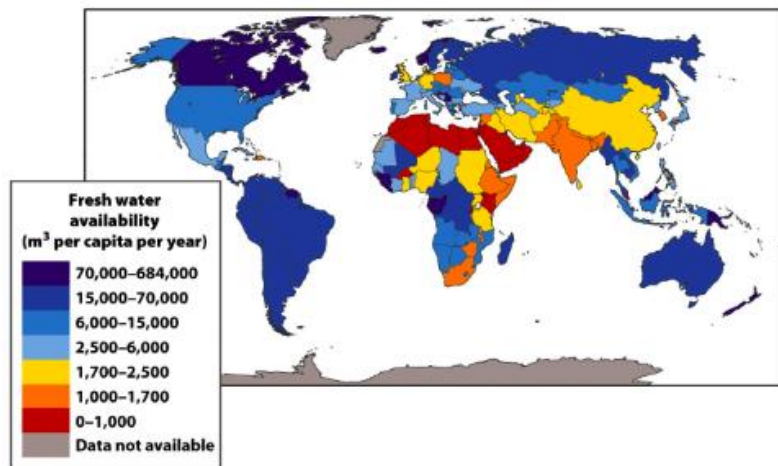 Fresh water
availability
(m³ per capita per year)
70,000–684,000
15,000–70,000
6,000–15,000
2,500–6,000
1,700–2,500
1,000–1,700
0–1,000
Data not available